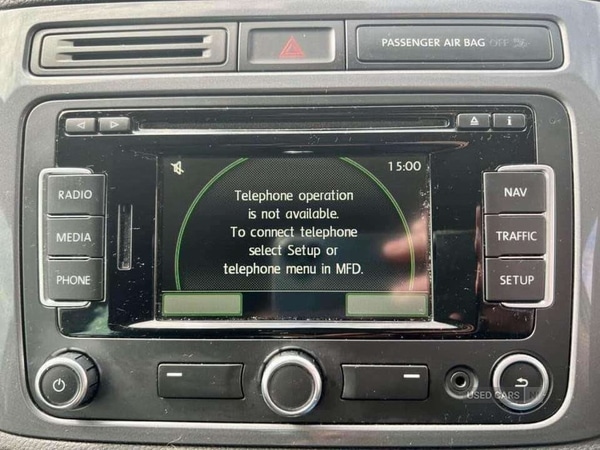 PASSENGER AIR BAG OFF
RADIO
MEDIA
PHONE
15:00
Telephone operation
is not available.
To connect telephone
select Setup or
telephone menu in MFD.
NAV
TRAFFIC
SETUP
USED CARS